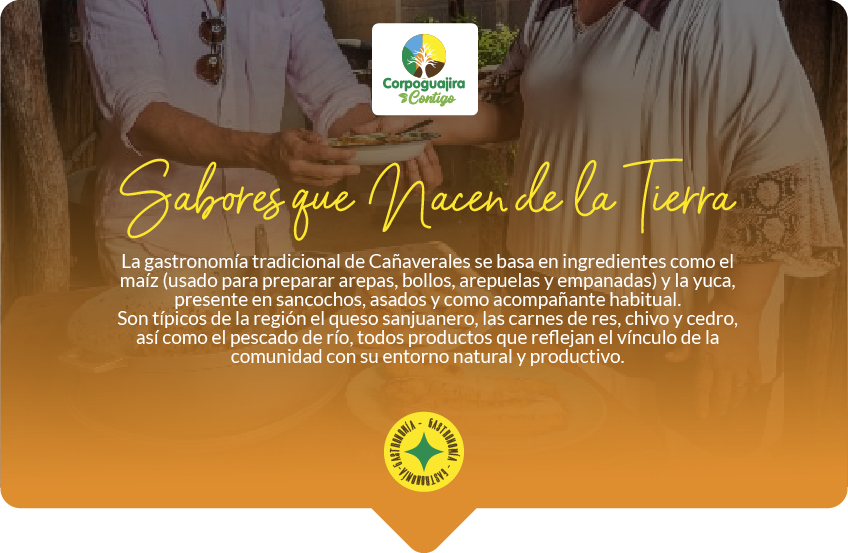 Corpoguajira
Contigo
Sabores que Nacen de la Tierra
La gastronomía tradicional de Cañaverales se basa en ingredientes como el
maíz (usado para preparar arepas, bollos, arepuelas y empanadas) y la yuca,
presente en sancochos, asados y como acompañante habitual.
Son típicos de la región el queso sanjuanero, las carnes de res, chivo y cedro,
así como el pescado de río, todos productos que reflejan el vínculo de la
comunidad con su entorno natural y productivo.
GASTRONOMÍA - GASTRONOMÍA - GASTRONOMÍA -